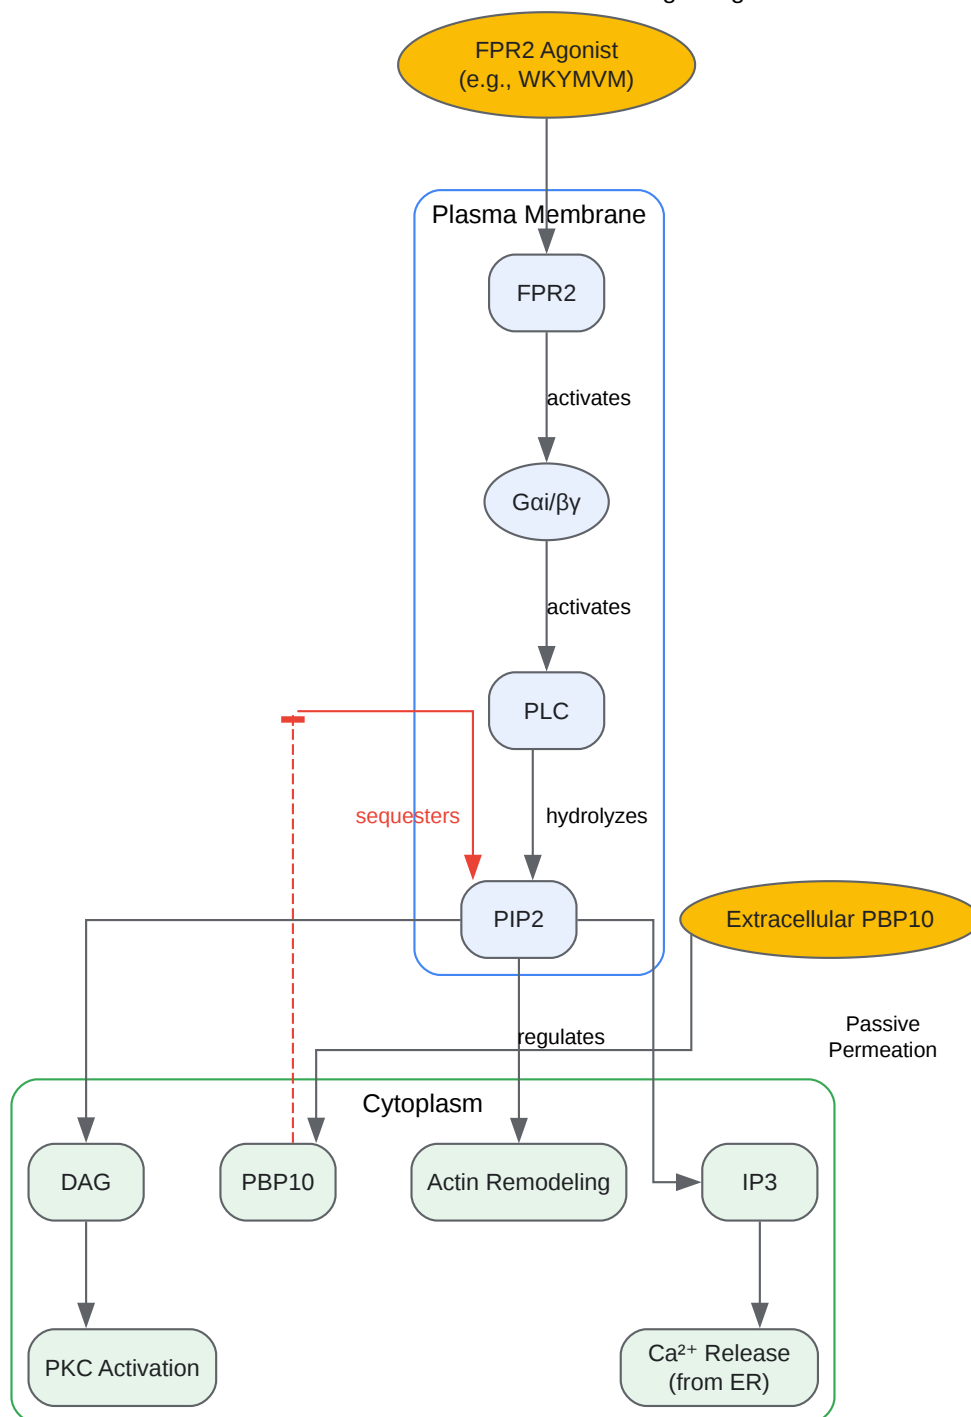 FPR2 Agonist
(e.g., WKYMVM)
Plasma Membrane
FPR2
activates
Gαi/βγ
activates
PLC
sequesters
hydrolyzes
PIP2
Extracellular PBP10
Passive
Permeation
regulates
Cytoplasm
DAG
PBP10
Actin Remodeling
IP3
PKC Activation
Ca²⁺ Release
(from ER)